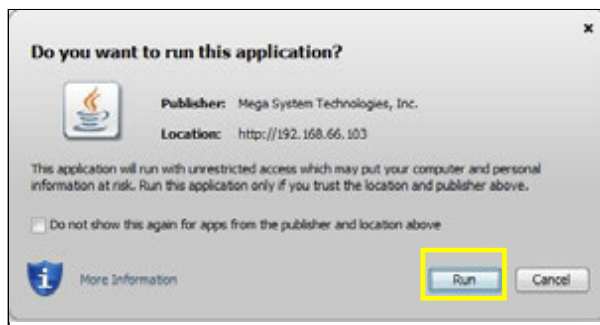 Do you want to run this application?
Publisher: Mega System Technologies, Inc.
Location: http://192.168.66.103
This application will run with unrestricted access which may put your computer and personal
information at risk. Run this application only if you trust the location and publisher above.
Do not show this again for apps from the publisher and location above
More Information
Run
Cancel